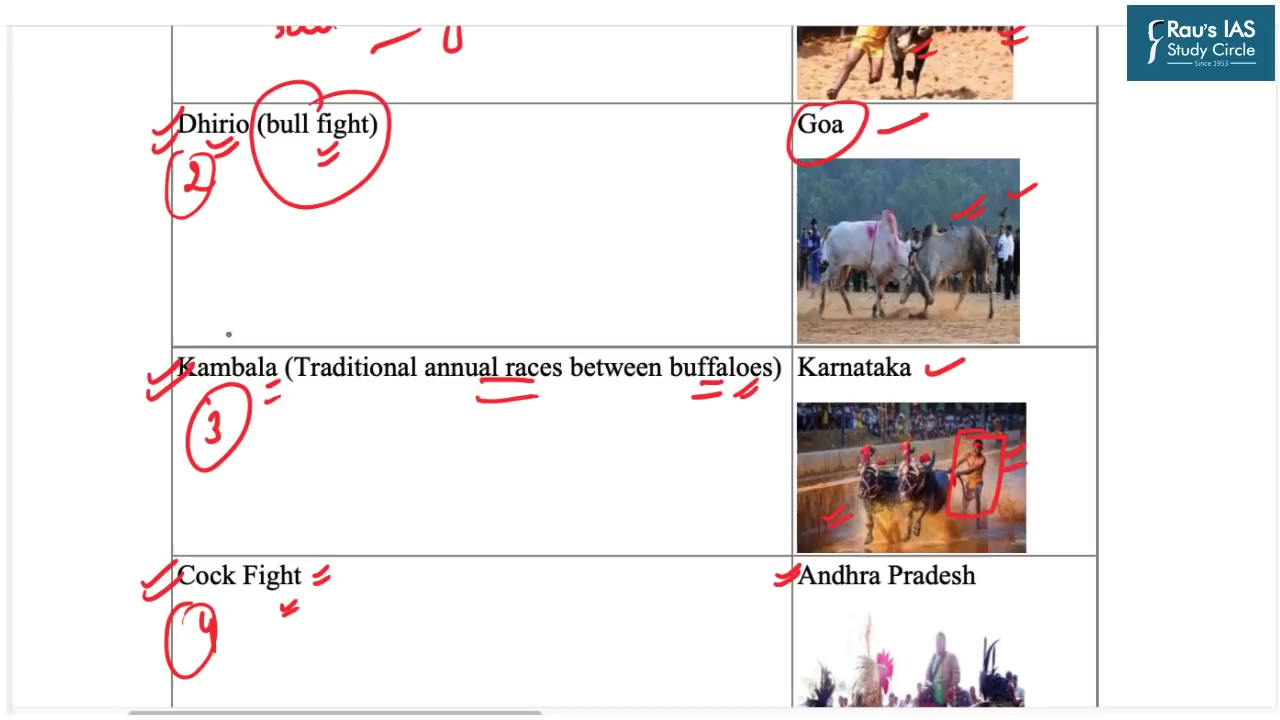 Rau's IAS
Study Circle
Since 1953
Dhirio (bull fight) Goa
2
Kambala (Traditional annual races between buffaloes) Karnataka
3
Cock Fight Andhra Pradesh
4